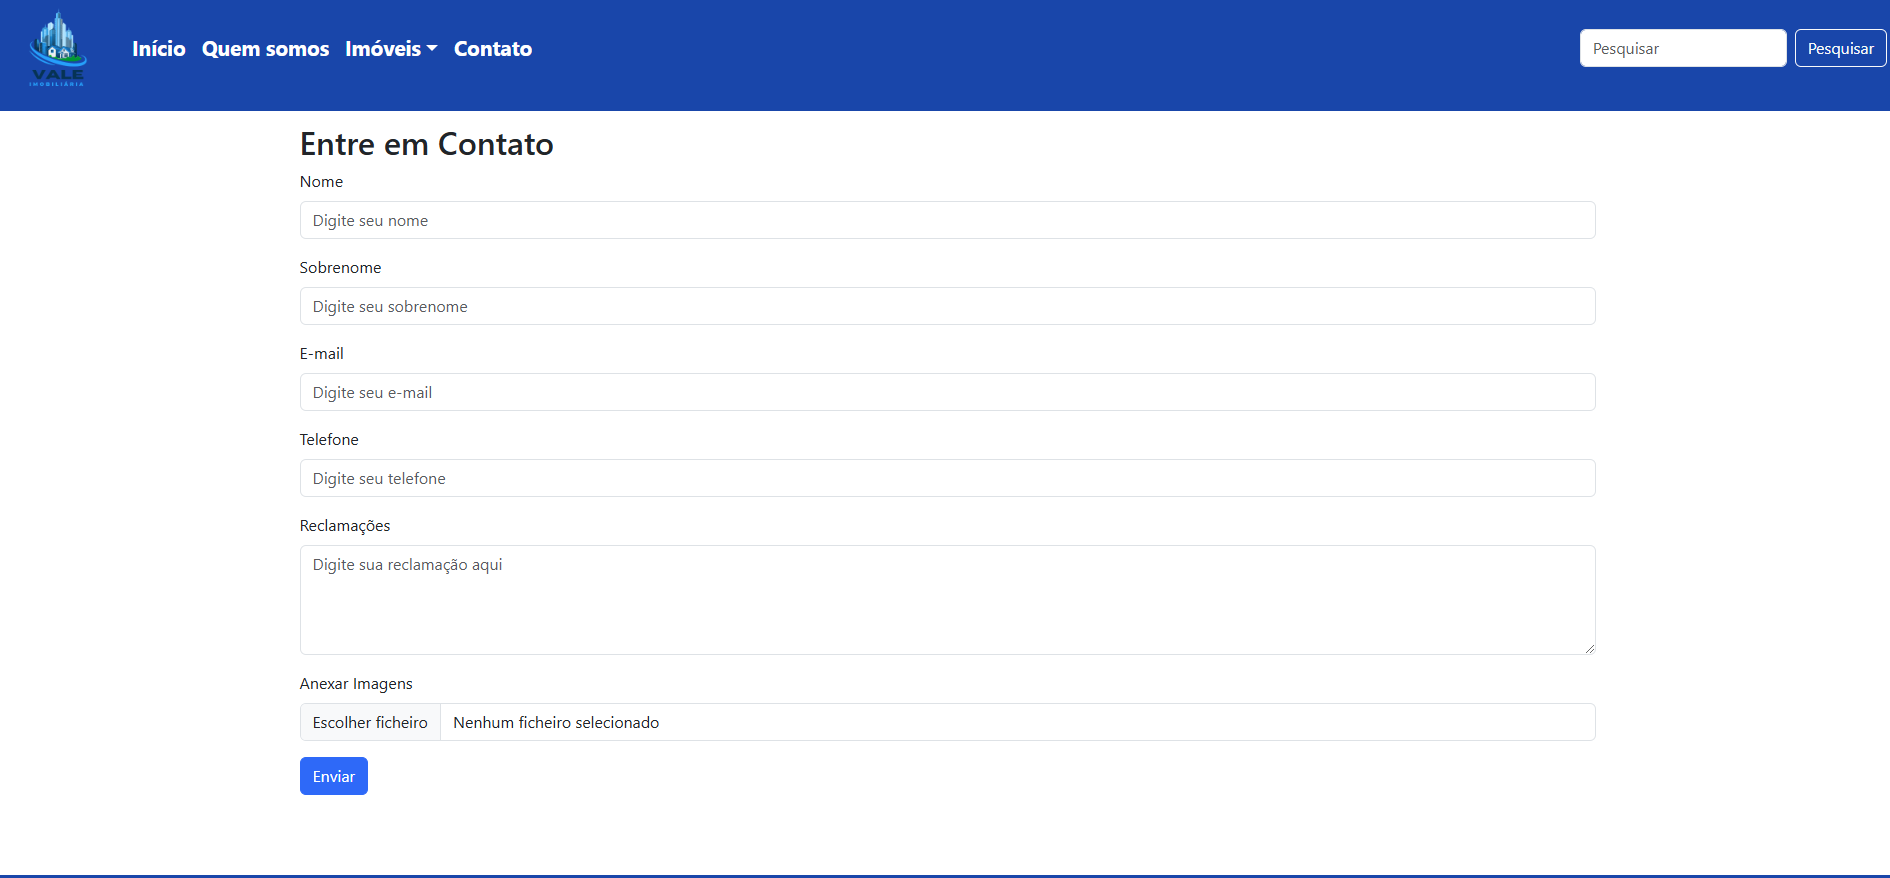 VALE
IMOBILIÁRIA
Início Quem somos Imóveis Contato Pesquisar Pesquisar
Entre em Contato
Nome
Digite seu nome
Sobrenome
Digite seu sobrenome
E-mail
Digite seu e-mail
Telefone
Digite seu telefone
Reclamações
Digite sua reclamação aqui
Anexar Imagens
Escolher ficheiro Nenhum ficheiro selecionado
Enviar